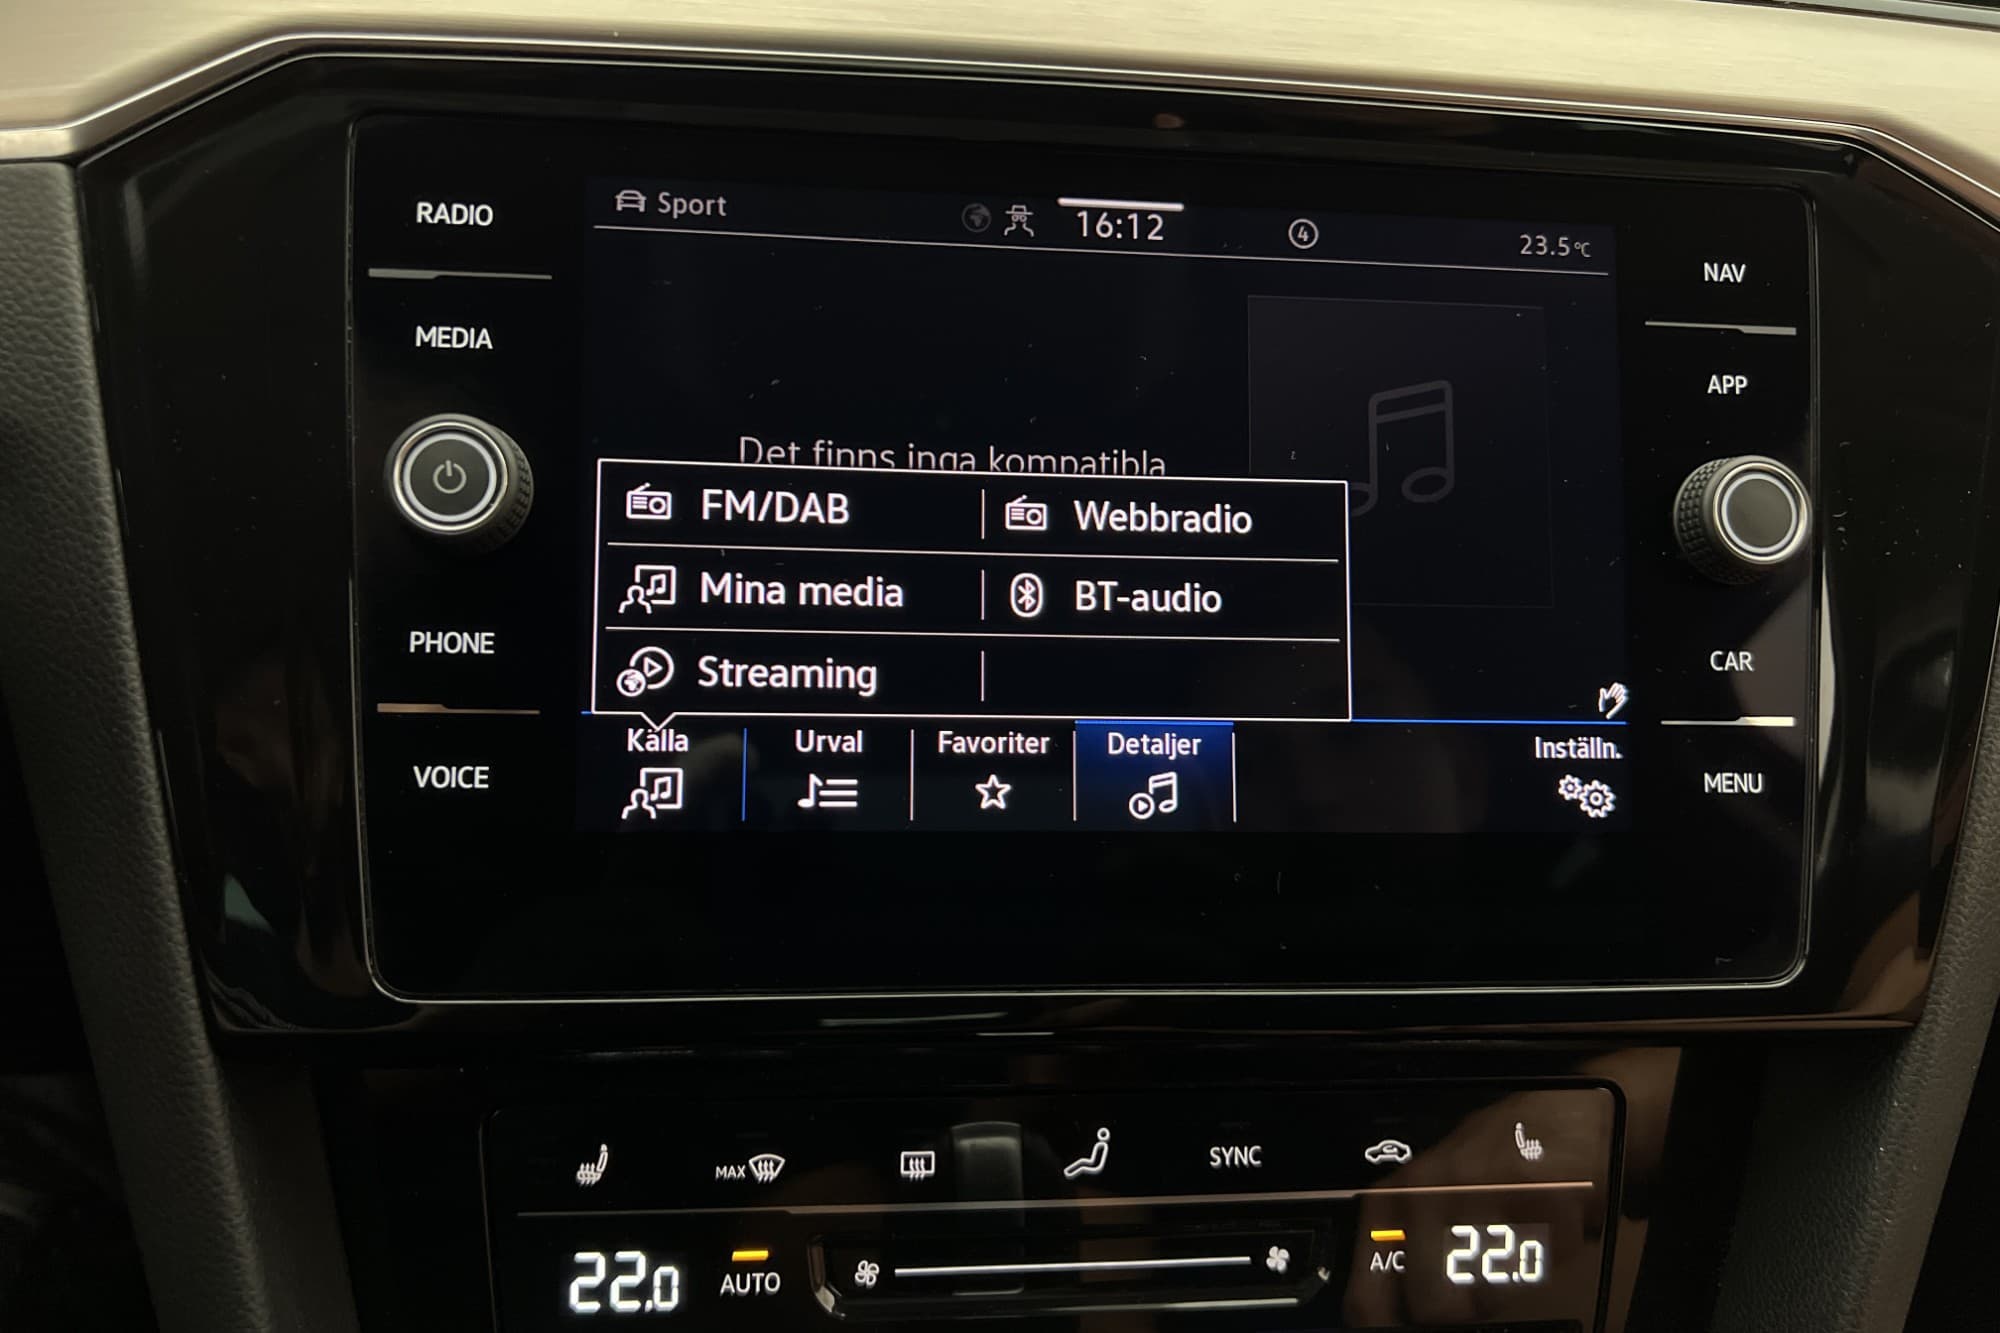 RADIO
MEDIA
PHONE
VOICE
Sport
16:12
4
23.5°C
Det finns inga kompatibla
FM/DAB
Webbradio
Mina media
BT-audio
Streaming
Källa
Urval
Favoriter
Detaljer
Inställn.
NAV
APP
CAR
MENU
MAX
SYNC
22.0
AUTO
A/C
22.0